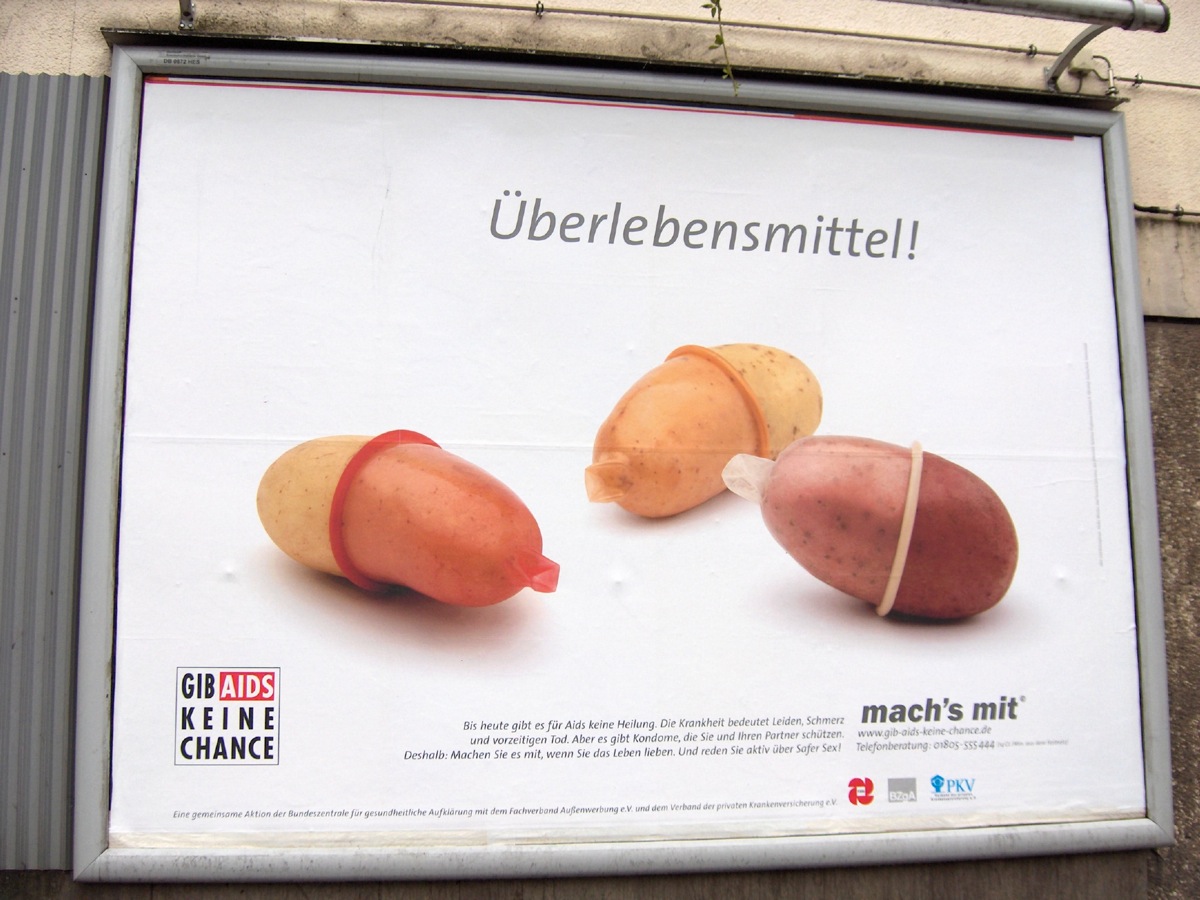 DB 8972 HEB
Überlebensmittel!
GIB AIDS
KEINE
CHANCE
Bis heute gibt es für Aids keine Heilung. Die Krankheit bedeutet Leiden, Schmerz
und vorzeitigen Tod. Aber es gibt Kondome, die Sie und Ihren Partner schützen.
Deshalb: Machen Sie es mit, wenn Sie das Leben lieben. Und reden Sie aktiv über Safer Sex!
mach's mit©
www.gib-aids-keine-chance.de
Telefonberatung: 01805-555444
BZgA
PKV
Eine gemeinsame Aktion der Bundeszentrale für gesundheitliche Aufklärung mit dem Fachverband Außenwerbung e.V. und dem Verband der privaten Krankenversicherung e.V.